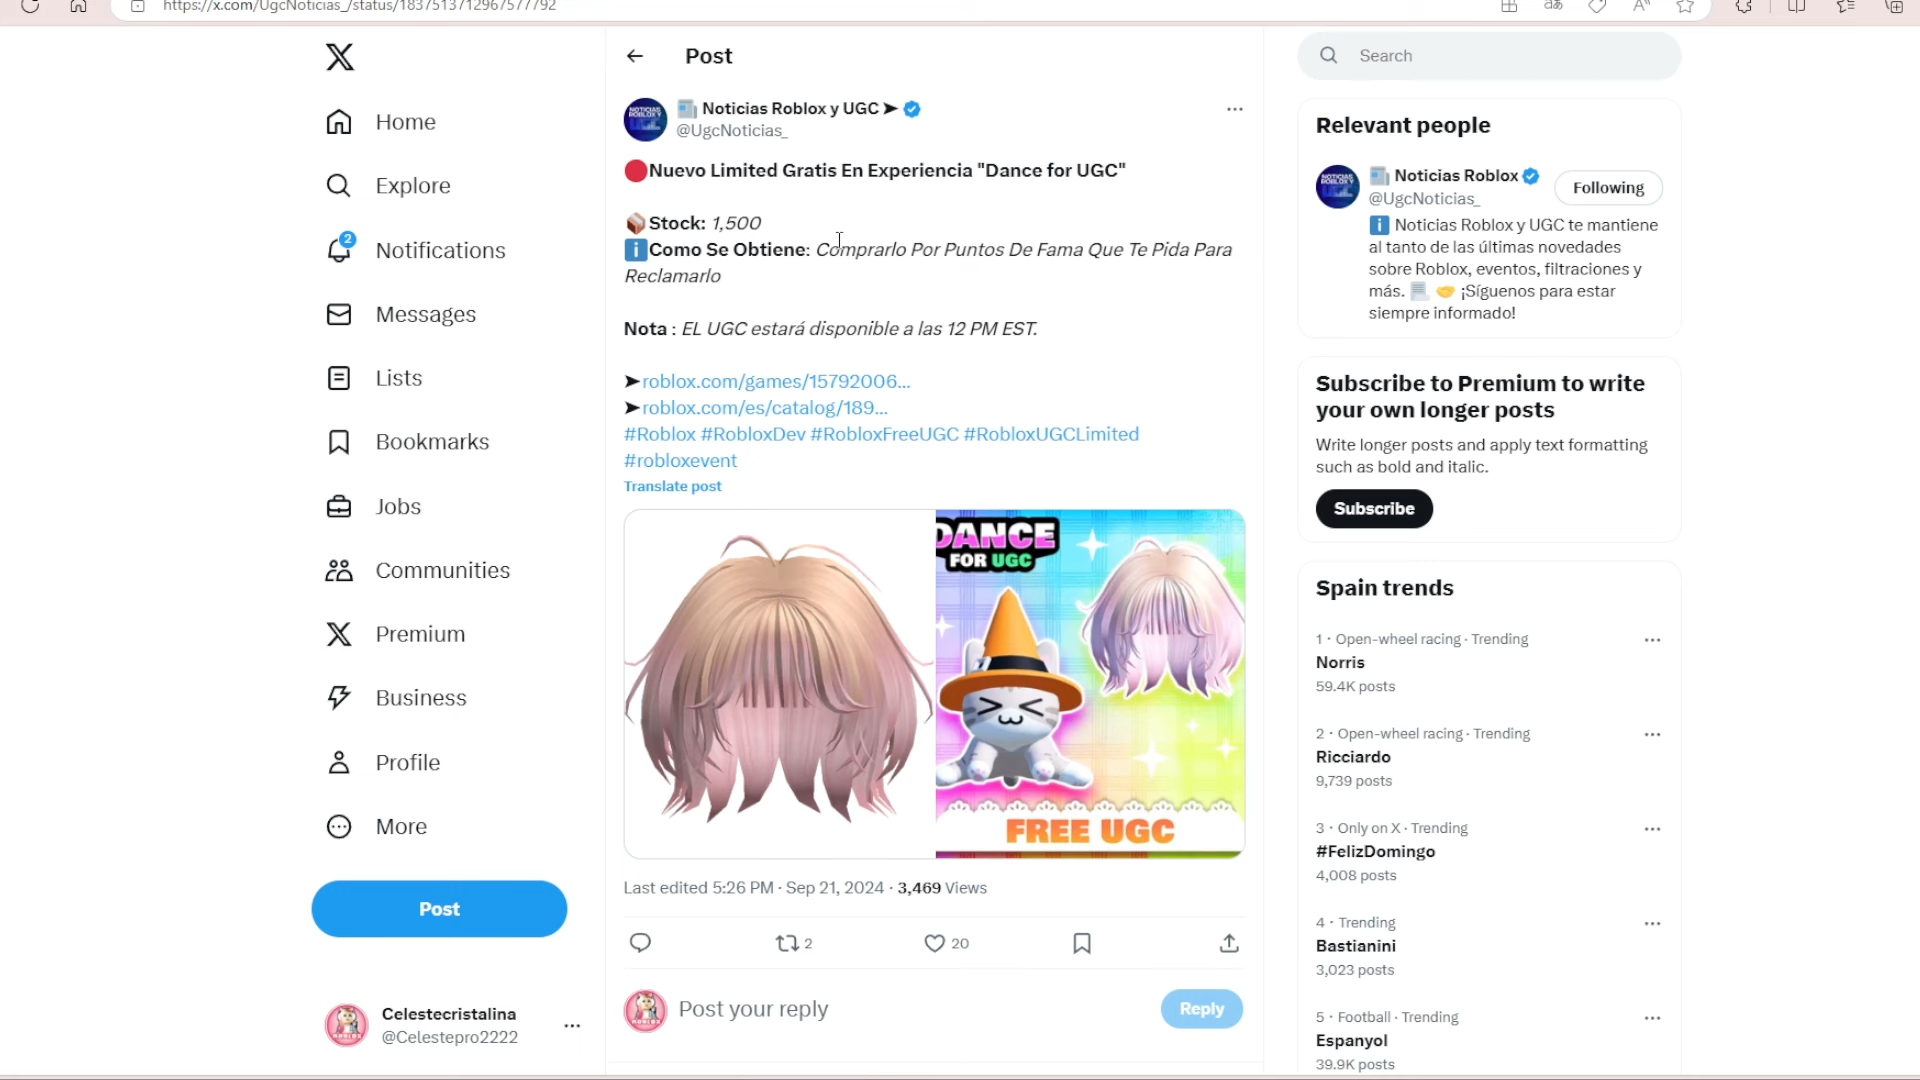 https://x.com/UgcNoticias_/status/1837513712967577792
Post
Search
Home
Explore
2
Notifications
Messages
Lists
Bookmarks
Jobs
Communities
Premium
Business
Profile
More
Post
Celestecristalina
@Celestepro2222
Noticias Roblox y UGC ➤
@UgcNoticias_
🔴Nuevo Limited Gratis En Experiencia "Dance for UGC"
📦Stock: 1,500
ℹ️Como Se Obtiene: Comprarlo Por Puntos De Fama Que Te Pida Para
Reclamarlo
Nota : EL UGC estará disponible a las 12 PM EST.
➤roblox.com/games/15792006...
➤roblox.com/es/catalog/189...
#Roblox #RobloxDev #RobloxFreeUGC #RobloxUGCLimited
#robloxevent
Translate post
DANCE
FOR UGC
FREE UGC
Last edited 5:26 PM · Sep 21, 2024 · 3,469 Views
2
20
Post your reply
Reply
Relevant people
Noticias Roblox
@UgcNoticias_
Following
ℹ️ Noticias Roblox y UGC te mantiene
al tanto de las últimas novedades
sobre Roblox, eventos, filtraciones y
más. 📃 🤝 ¡Síguenos para estar
siempre informado!
Subscribe to Premium to write
your own longer posts
Write longer posts and apply text formatting
such as bold and italic.
Subscribe
Spain trends
1 · Open-wheel racing · Trending
Norris
59.4K posts
2 · Open-wheel racing · Trending
Ricciardo
9,739 posts
3 · Only on X · Trending
#FelizDomingo
4,008 posts
4 · Trending
Bastianini
3,023 posts
5 · Football · Trending
Espanyol
39.9K posts